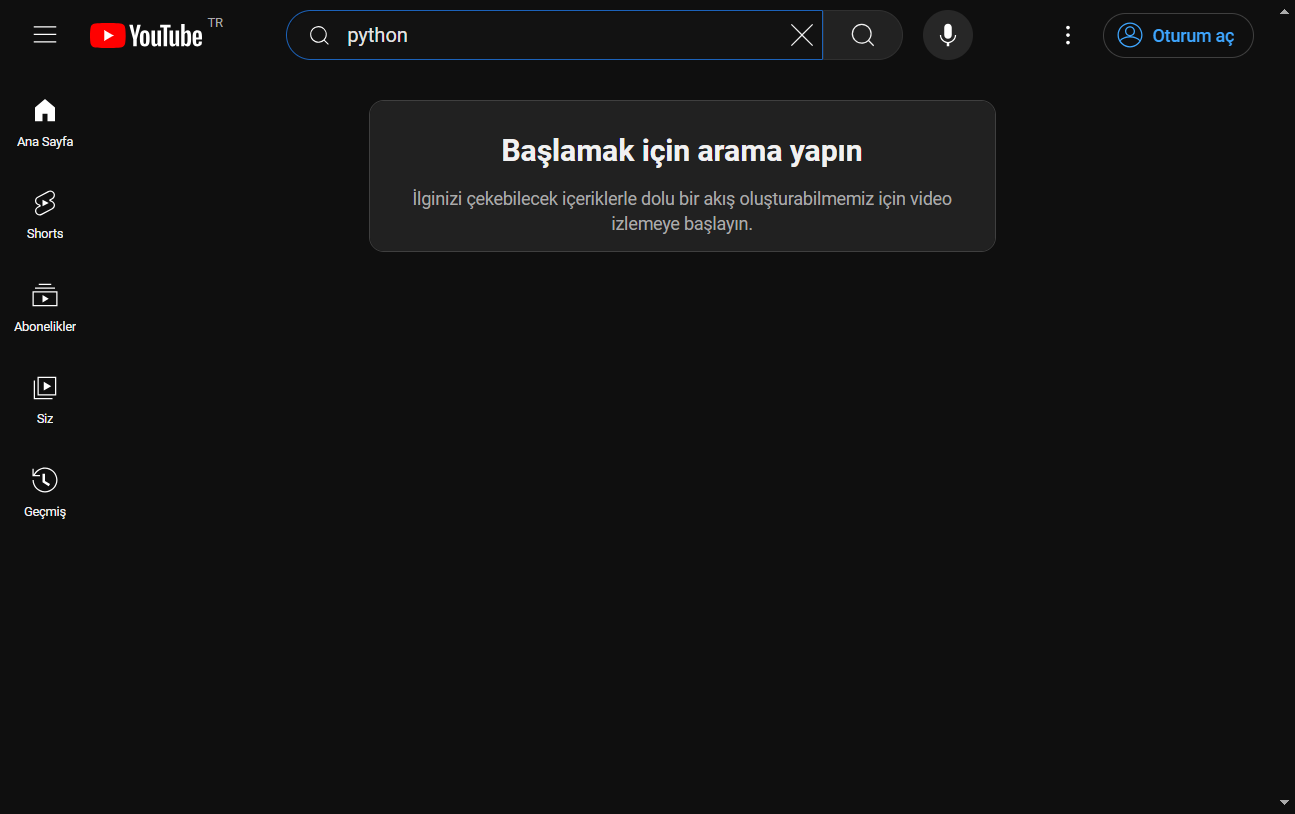 YouTube TR
python
Oturum aç
Ana Sayfa
Shorts
Abonelikler
Siz
Geçmiş
Başlamak için arama yapın
İlginizi çekebilecek içeriklerle dolu bir akış oluşturabilmemiz için video
izlemeye başlayın.